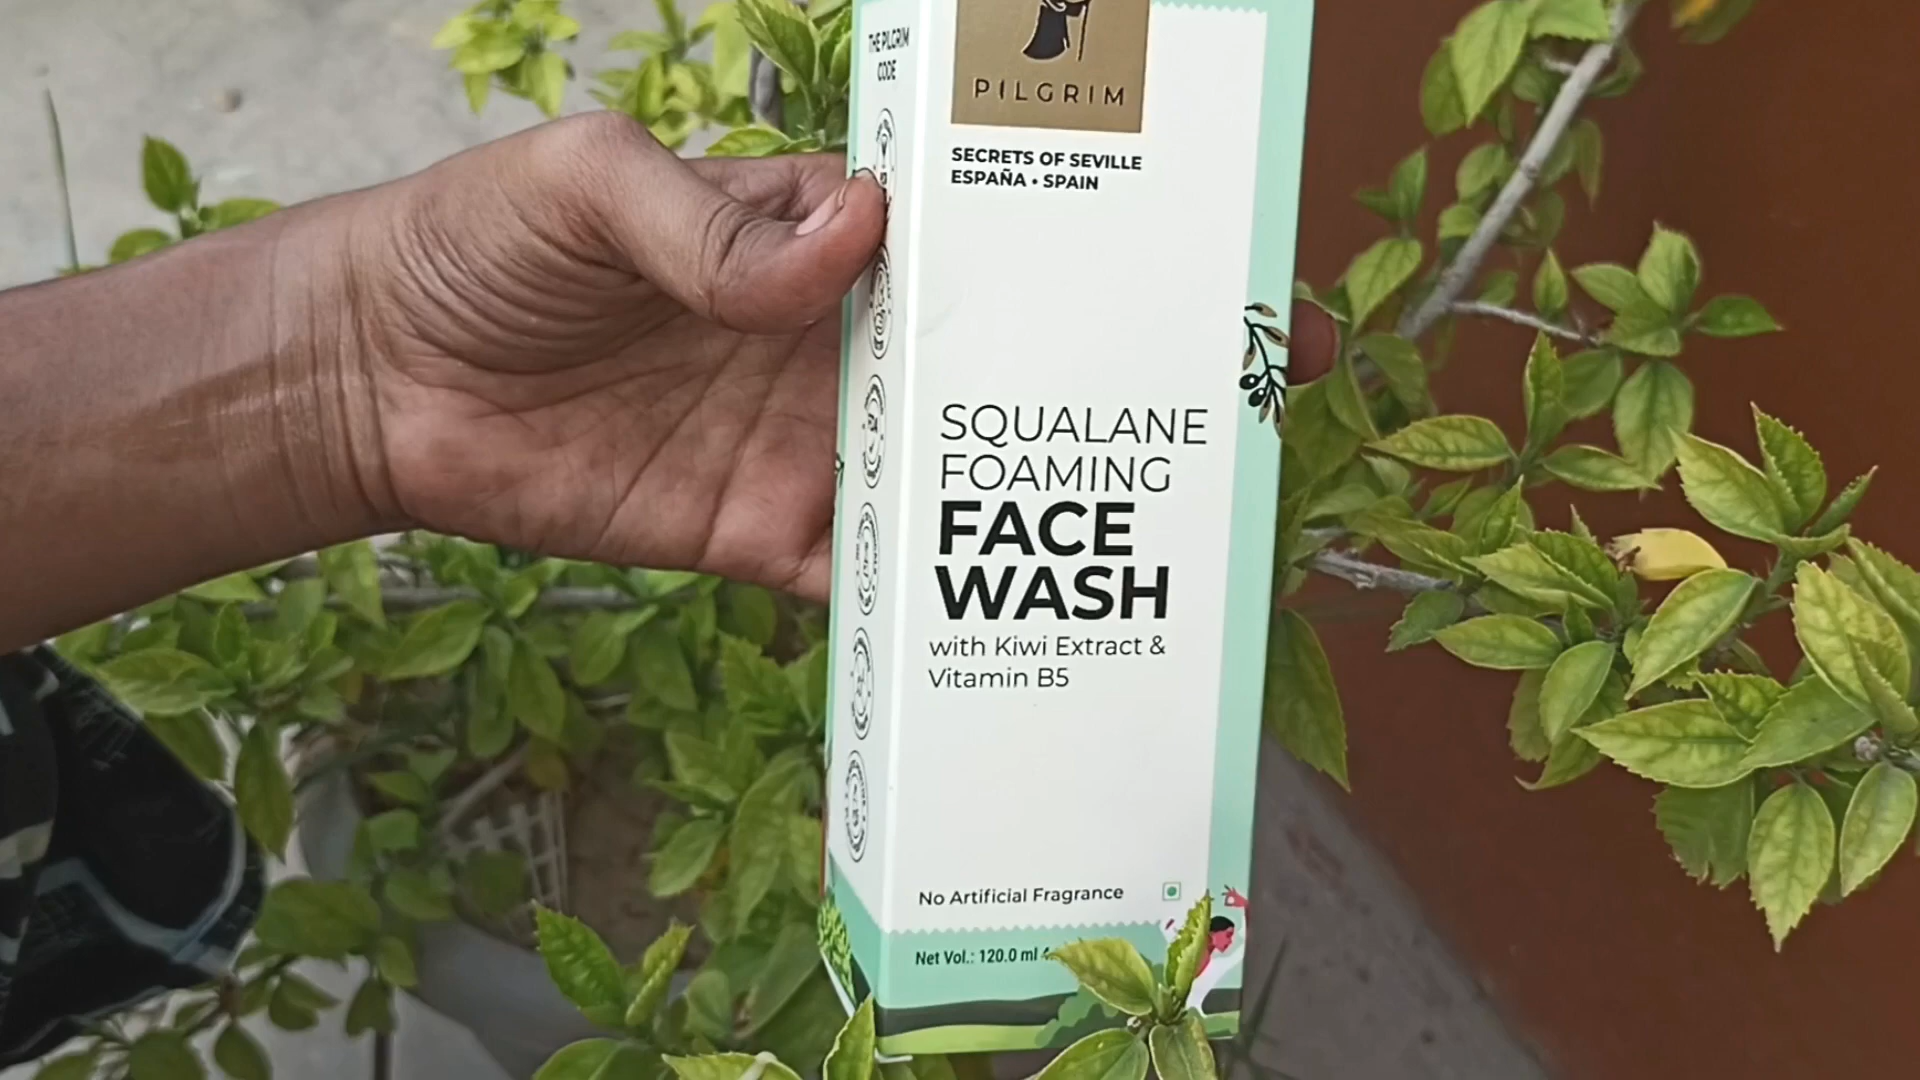 THE PILGRIM
CODE
PILGRIM
SECRETS OF SEVILLE
ESPAÑA • SPAIN
SQUALANE
FOAMING
FACE
WASH
with Kiwi Extract &
Vitamin B5
No Artificial Fragrance
Net Vol.: 120.0 ml